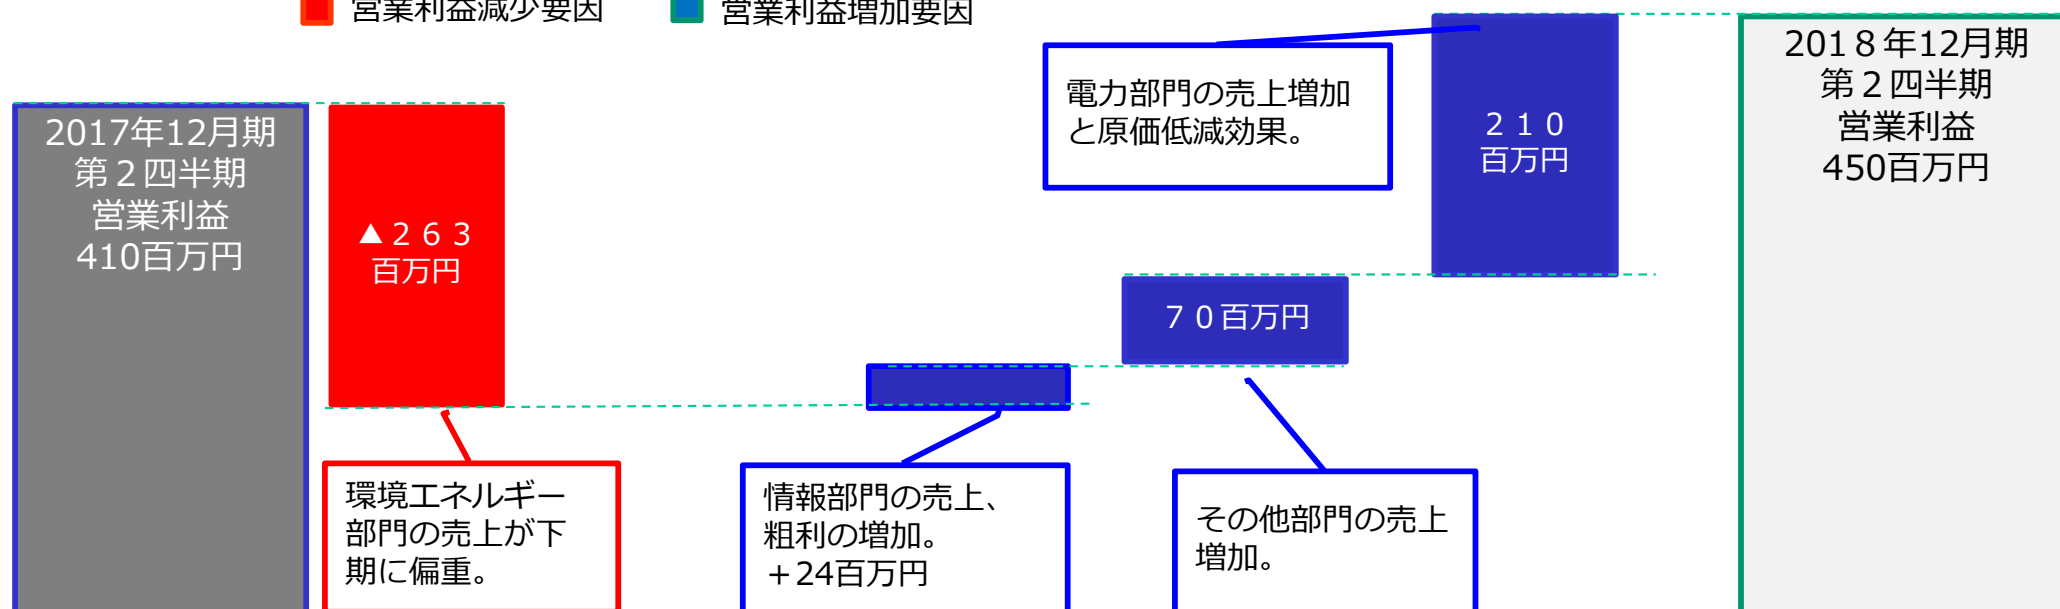 営業利益減少要因
営業利益増加要因
2017年12月期
第２四半期
営業利益
410百万円
▲２６３
百万円
環境エネルギー
部門の売上が下
期に偏重。
情報部門の売上、
粗利の増加。
＋24百万円
７０百万円
その他部門の売上
増加。
電力部門の売上増加
と原価低減効果。
２１０
百万円
201８年12月期
第２四半期
営業利益
450百万円